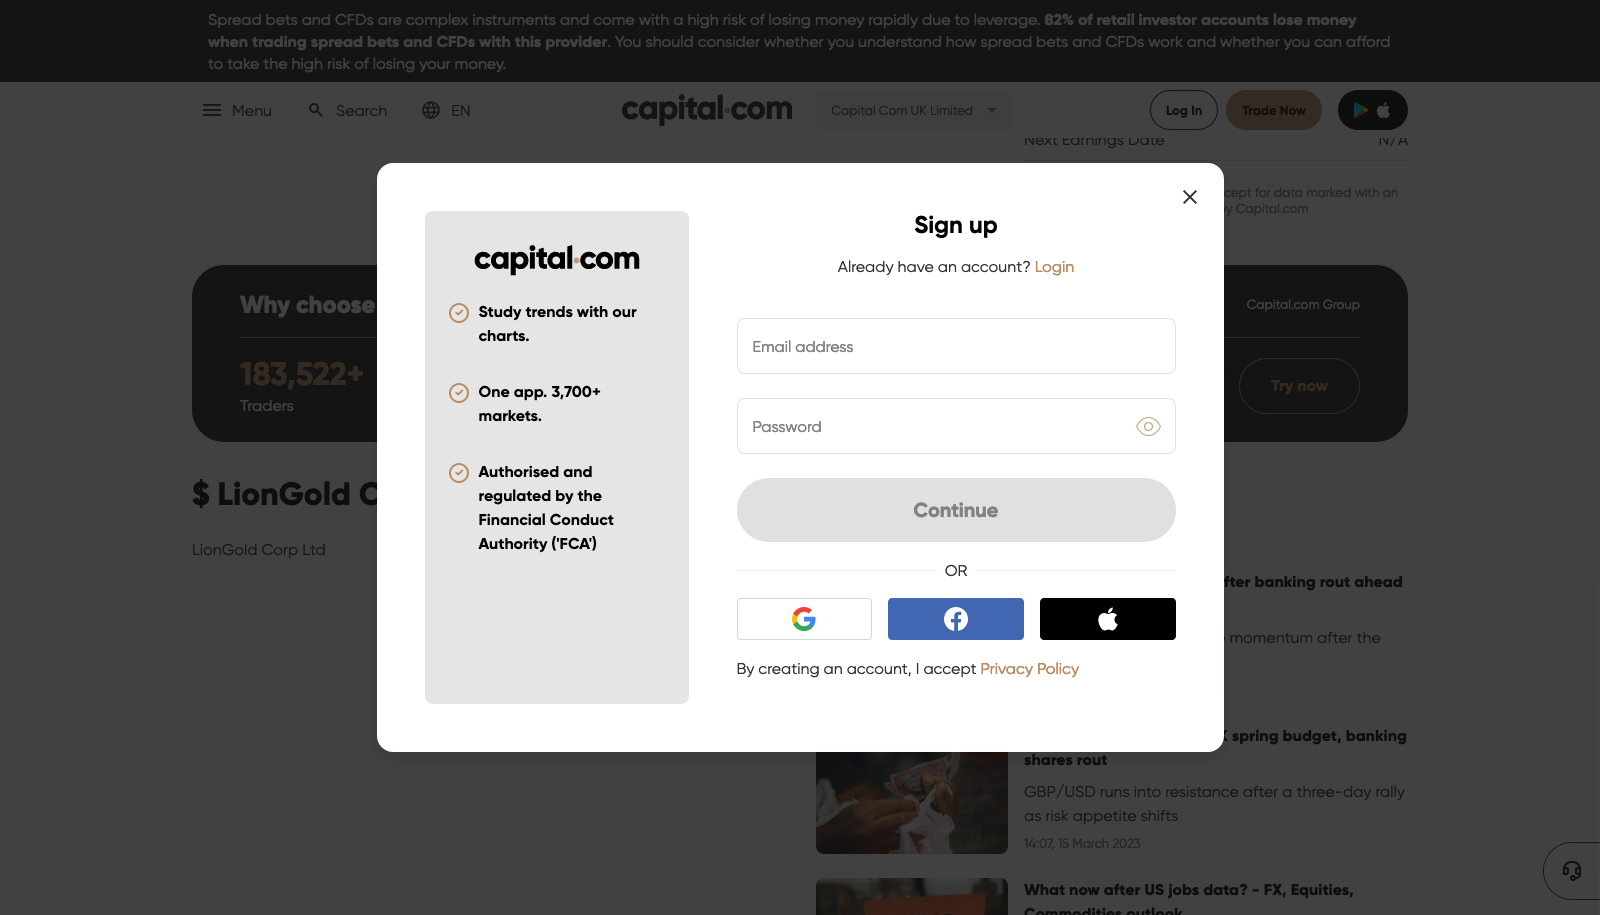 Spread bets and CFDs are complex instruments and come with a high risk of losing money rapidly due to leverage. 82% of retail investor accounts lose money
when trading spread bets and CFDs with this provider. You should consider whether you understand how spread bets and CFDs work and whether you can afford
to take the high risk of losing your money.
Menu
Search
EN
capital.com
Capital Com UK Limited
Log In
Trade Now
Next Earnings Date
N/A
cept for data marked with an
by Capital.com
Why choose
Capital.com Group
183,522+
Traders
Try now
$ LionGold C
LionGold Corp Ltd
Sign up
Already have an account? Login
capital.com
Study trends with our
charts.
One app. 3,700+
markets.
Authorised and
regulated by the
Financial Conduct
Authority ('FCA')
Email address
Password
Continue
OR
By creating an account, I accept Privacy Policy
fter banking rout ahead
momentum after the
K spring budget, banking
shares rout
GBP/USD runs into resistance after a three-day rally
as risk appetite shifts
14:07, 15 March 2023
What now after US jobs data? - FX, Equities,
Commodities outlook